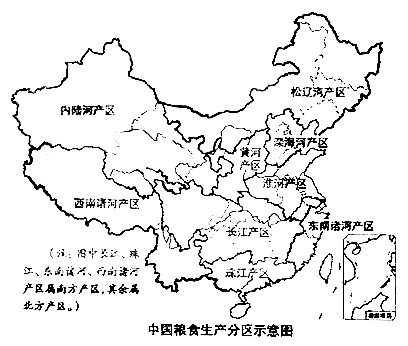 松辽湾产区
内陆河产区
滦海河产区
黄河
产区
淮河产区
西南诸河产区
东南诸河产区
长江产区
珠江产区
(注：图中长江、珠
江、东南诸河、西南诸河
产区属南方产区，其余属
北方产区。)
中国粮食生产分区示意图